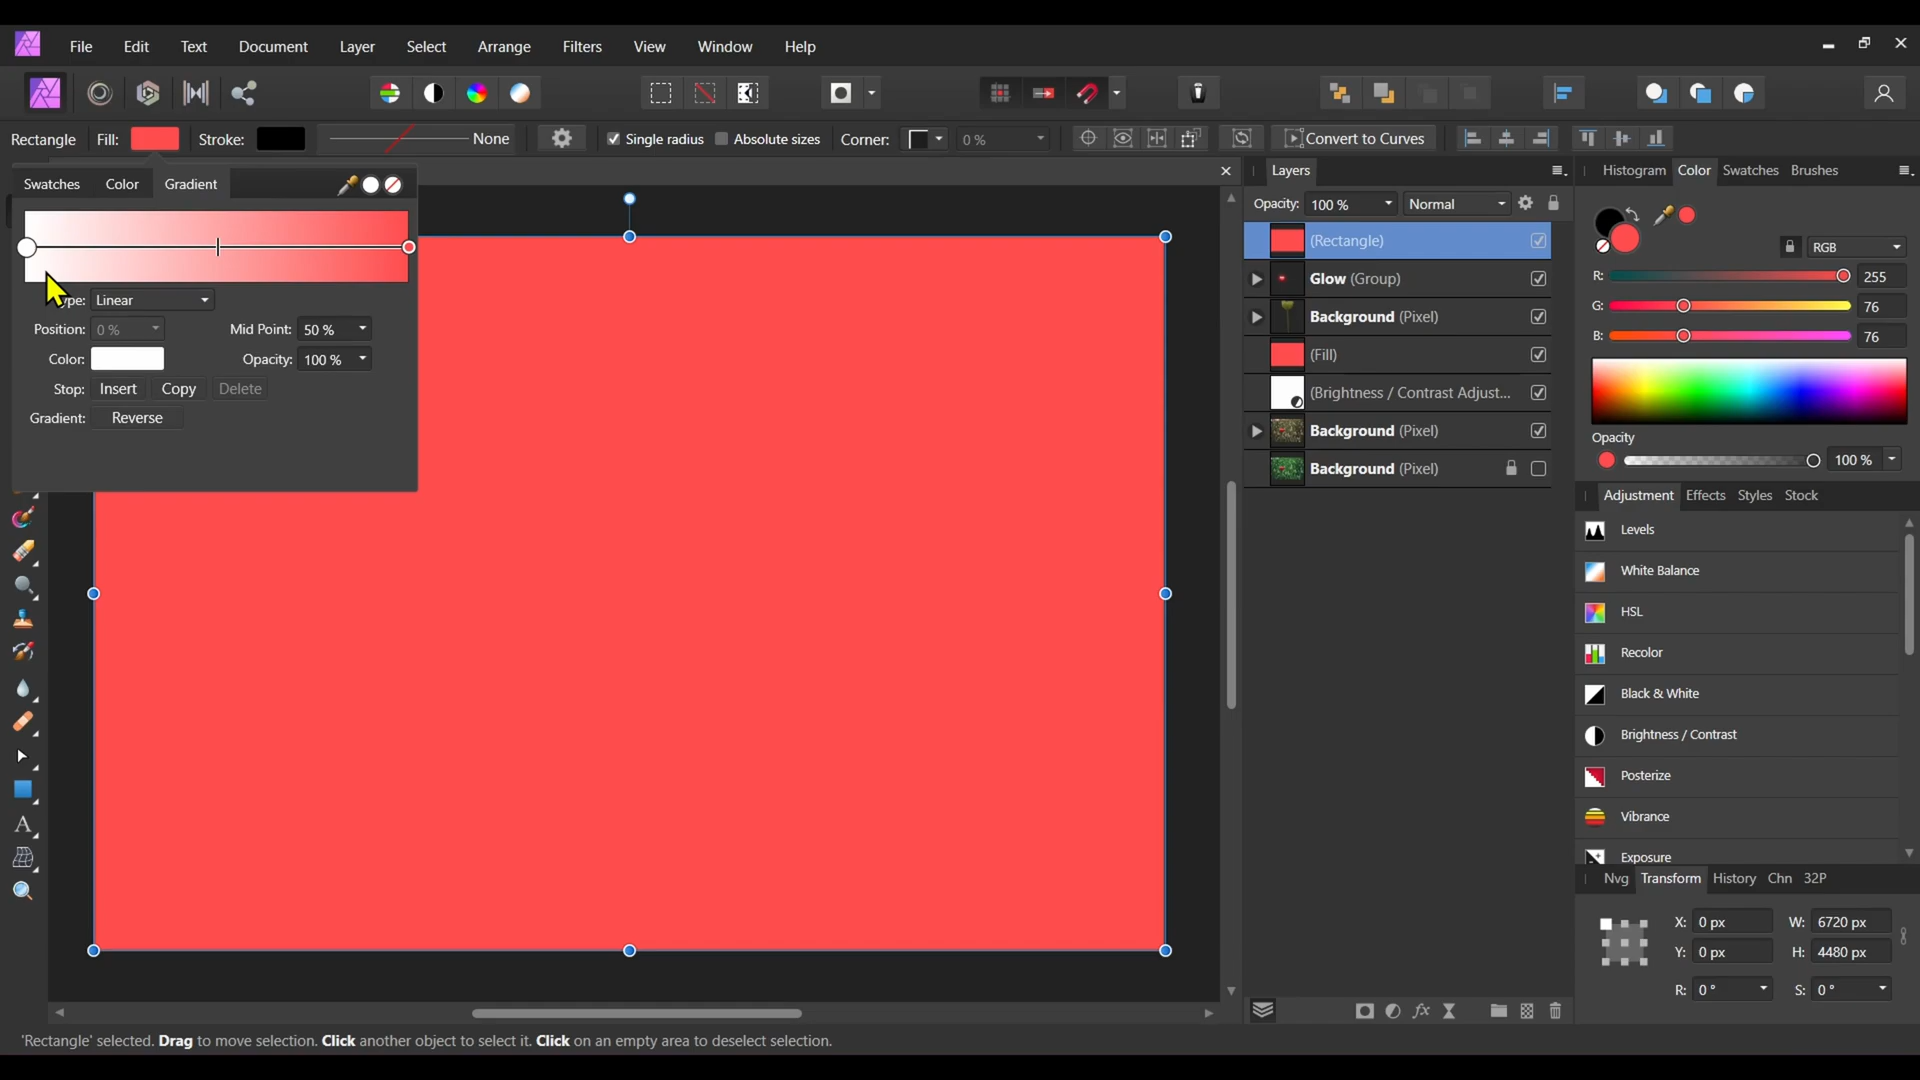 File Edit Text Document Layer Select Arrange Filters View Window Help
Rectangle Fill: Stroke: None Single radius Absolute sizes Corner: 0 % Convert to Curves
Swatches Color Gradient
Type: Linear
Position: 0 % Mid Point: 50 %
Color: Opacity: 100 %
Stop: Insert Copy Delete
Gradient: Reverse
Layers
Opacity: 100 % Normal
(Rectangle)
Glow (Group)
Background (Pixel)
(Fill)
(Brightness / Contrast Adjust...
Background (Pixel)
Background (Pixel)
Histogram Color Swatches Brushes
RGB
R: 255
G: 76
B: 76
Opacity
100 %
Adjustment Effects Styles Stock
Levels
White Balance
HSL
Recolor
Black & White
Brightness / Contrast
Posterize
Vibrance
Exposure
Nvg Transform History Chn 32P
X: 0 px W: 6720 px
Y: 0 px H: 4480 px
R: 0 ° S: 0 °
'Rectangle' selected. Drag to move selection. Click another object to select it. Click on an empty area to deselect selection.